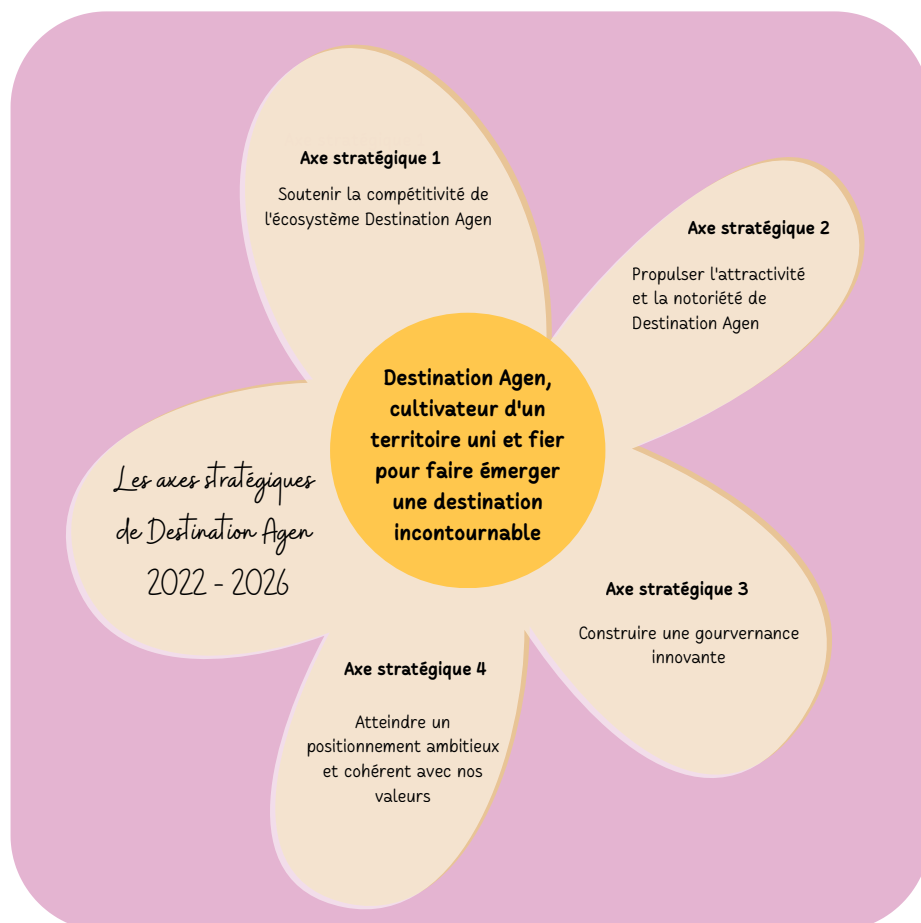 Axe stratégique 1
Soutenir la compétitivité de
l'écosystème Destination Agen
Axe stratégique 2
Propulser l'attractivité
et la notoriété de
Destination Agen
Destination Agen,
cultivateur d'un
territoire uni et fier
pour faire émerger
une destination
incontournable
Les axes stratégiques
de Destination Agen
2022 - 2026
Axe stratégique 3
Construire une gourvernance
innovante
Axe stratégique 4
Atteindre un
positionnement ambitieux
et cohérent avec nos
valeurs